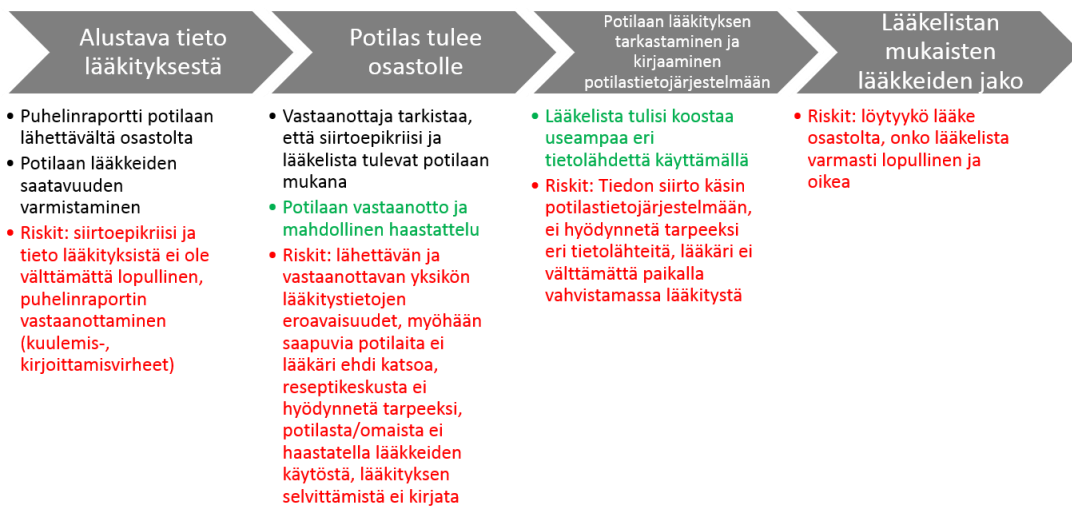 Alustava tieto
lääkityksestä
• Puhelinraportti potilaan
lähettävältä osastolta
• Potilaan lääkkeiden
saatavuuden
varmistaminen
• Riskit: siirtoepikriisi ja
tieto lääkityksistä ei ole
välttämättä lopullinen,
puhelinraportin
vastaanottaminen
(kuulemis-,
kirjoittamisvirheet)
Potilas tulee
osastolle
• Vastaanottaja tarkistaa,
että siirtoepikriisi ja
lääkelista tulevat potilaan
mukana
• Potilaan vastaanotto ja
mahdollinen haastattelu
• Riskit: lähettävän ja
vastaanottavan yksikön
lääkitystietojen
eroavaisuudet, myöhään
saapuvia potilaita ei
lääkäri ehdi katsoa,
reseptikeskusta ei
hyödynnetä tarpeeksi,
potilasta/omaista ei
haastatella lääkkeiden
käytöstä, lääkityksen
selvittämistä ei kirjata
Potilaan lääkityksen
tarkastaminen ja
kirjaaminen
potilastietojärjestelmään
• Lääkelista tulisi koostaa
useampaa eri
tietolähdettä käyttämällä
• Riskit: Tiedon siirto käsin
potilastietojärjestelmään,
ei hyödynnetä tarpeeksi
eri tietolähteitä, lääkäri ei
välttämättä paikalla
vahvistamassa lääkitystä
Lääkelistan
mukaisten
lääkkeiden jako
• Riskit: löytyykö lääke
osastolta, onko lääkelista
varmasti lopullinen ja
oikea